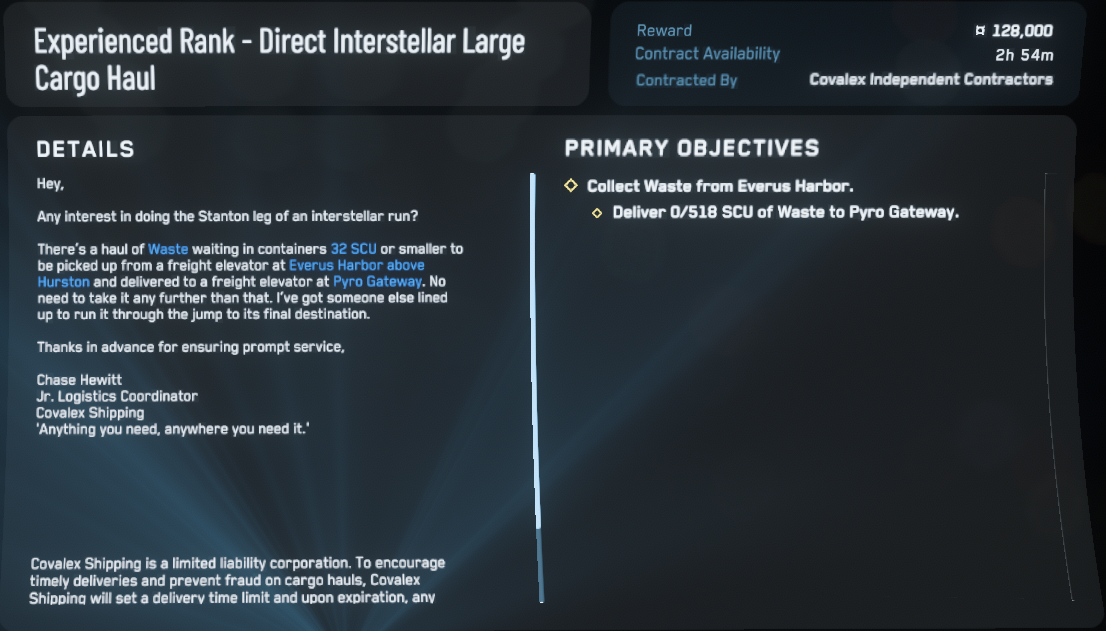 Experienced Rank - Direct Interstellar Large
Cargo Haul
Reward ¤ 128,000
Contract Availability 2h 54m
Contracted By Covalex Independent Contractors
DETAILS
Hey,
Any interest in doing the Stanton leg of an interstellar run?
There's a haul of Waste waiting in containers 32 SCU or smaller to
be picked up from a freight elevator at Everus Harbor above
Hurston and delivered to a freight elevator at Pyro Gateway. No
need to take it any further than that. I've got someone else lined
up to run it through the jump to its final destination.
Thanks in advance for ensuring prompt service,
Chase Hewitt
Jr. Logistics Coordinator
Covalex Shipping
'Anything you need, anywhere you need it.'
Covalex Shipping is a limited liability corporation. To encourage
timely deliveries and prevent fraud on cargo hauls, Covalex
Shipping will set a delivery time limit and upon expiration, any
PRIMARY OBJECTIVES
Collect Waste from Everus Harbor.
Deliver 0/518 SCU of Waste to Pyro Gateway.